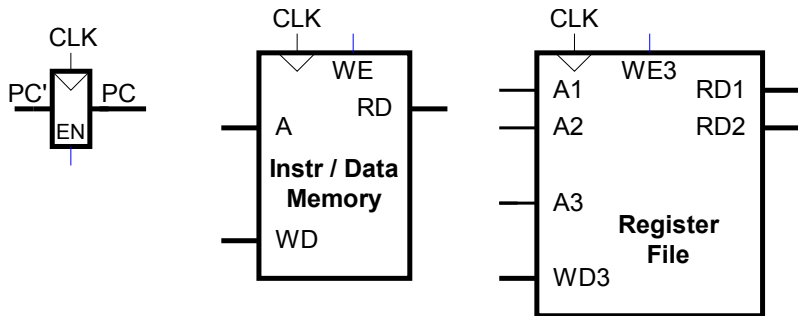 CLK
PC'
PC
EN
CLK
WE
RD
A
Instr / Data
Memory
WD
CLK
WE3
A1
RD1
A2
RD2
A3
Register
File
WD3